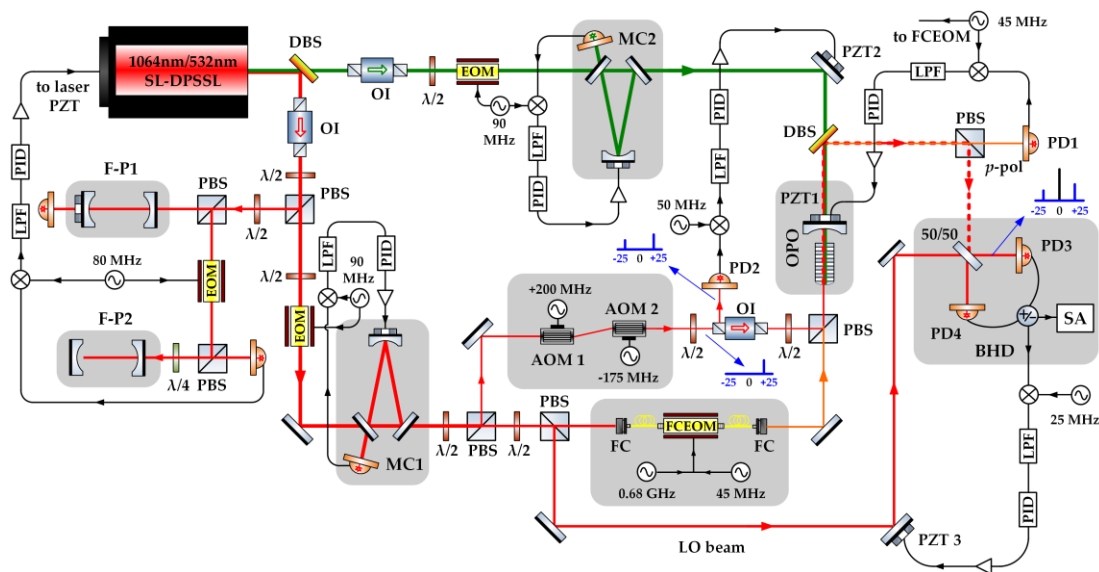 1064nm/532nm
SL-DPSSL
DBS
OI
λ/2
EOM
90
MHz
LPF
PID
MC2
PID
LPF
50 MHz
PZT2
DBS
45 MHz
to FCEOM
LPF
PID
PBS
PD1
p-pol
to laser
PZT
PID
LPF
OI
λ/2
PBS
F-P1
PBS
λ/2
80 MHz
EOM
F-P2
λ/4
PBS
λ/2
EOM
LPF
PID
90
MHz
MC1
λ/2
PBS
λ/2
PBS
+200 MHz
AOM 1
AOM 2
-175 MHz
λ/2
OI
λ/2
PBS
PD2
-25 0 +25
-25 0 +25
PZT1
OPO
50/50
-25 0 +25
PD3
PD4
SA
BHD
25 MHz
LPF
PID
PZT 3
FC
FCEOM
FC
0.68 GHz
45 MHz
LO beam